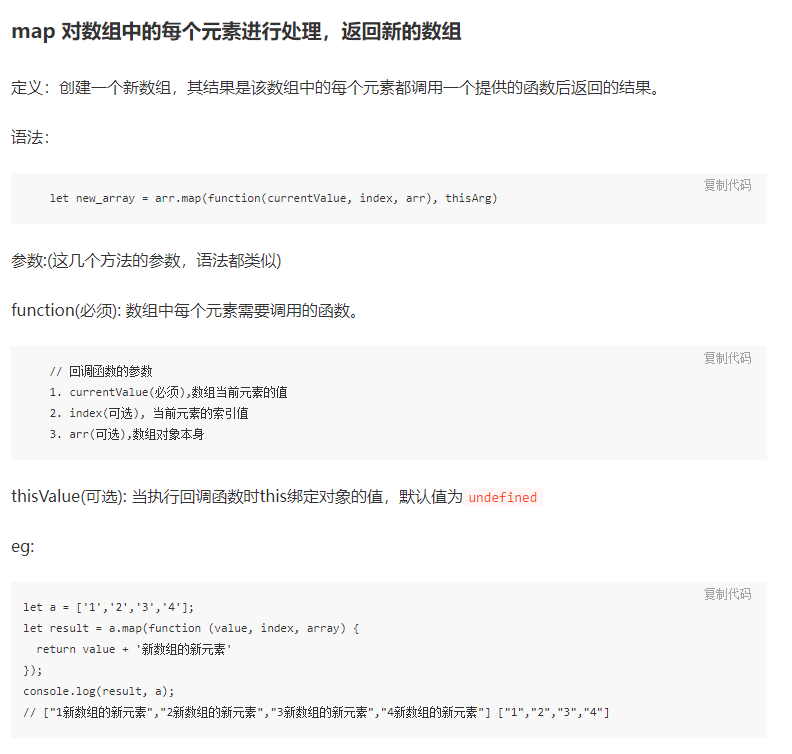 map 对数组中的每个元素进行处理，返回新的数组
定义：创建一个新数组，其结果是该数组中的每个元素都调用一个提供的函数后返回的结果。
语法：
复制代码
let new_array = arr.map(function(currentValue, index, arr), thisArg)
参数:(这几个方法的参数，语法都类似)
function(必须): 数组中每个元素需要调用的函数。
复制代码
// 回调函数的参数
1. currentValue(必须),数组当前元素的值
2. index(可选), 当前元素的索引值
3. arr(可选),数组对象本身
thisValue(可选): 当执行回调函数时this绑定对象的值，默认值为 undefined
eg:
复制代码
let a = ['1','2','3','4'];
let result = a.map(function (value, index, array) {
  return value + '新数组的新元素'
});
console.log(result, a);
// ["1新数组的新元素","2新数组的新元素","3新数组的新元素","4新数组的新元素"] ["1","2","3","4"]